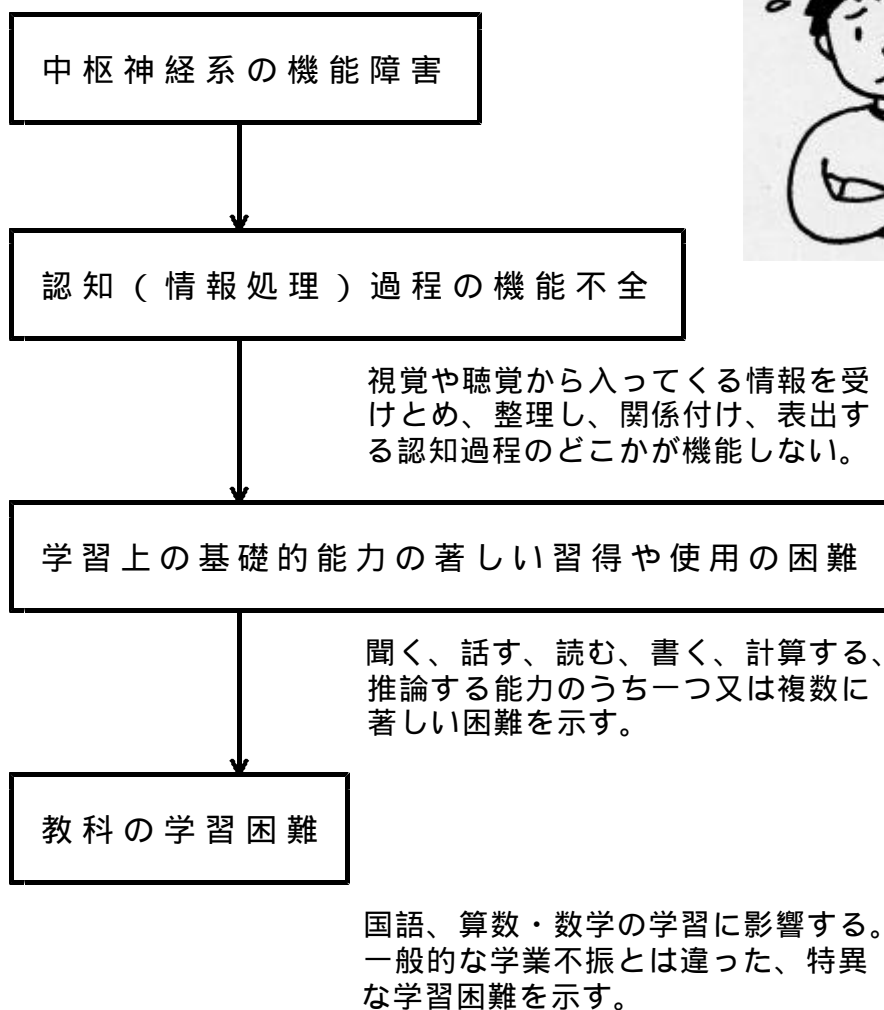 中枢神経系の機能障害
認知（情報処理）過程の機能不全
視覚や聴覚から入ってくる情報を受
けとめ、整理し、関係付け、表出す
る認知過程のどこかが機能しない。
学習上の基礎的能力の著しい習得や使用の困難
聞く、話す、読む、書く、計算する、
推論する能力のうち一つ又は複数に
著しい困難を示す。
教科の学習困難
国語、算数・数学の学習に影響する。
一般的な学業不振とは違った、特異
な学習困難を示す。